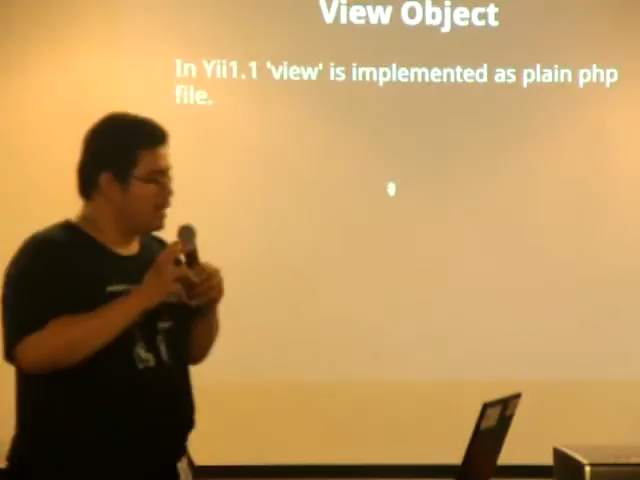 View Object
In Yii1.1 'view' is implemented as plain php
file.